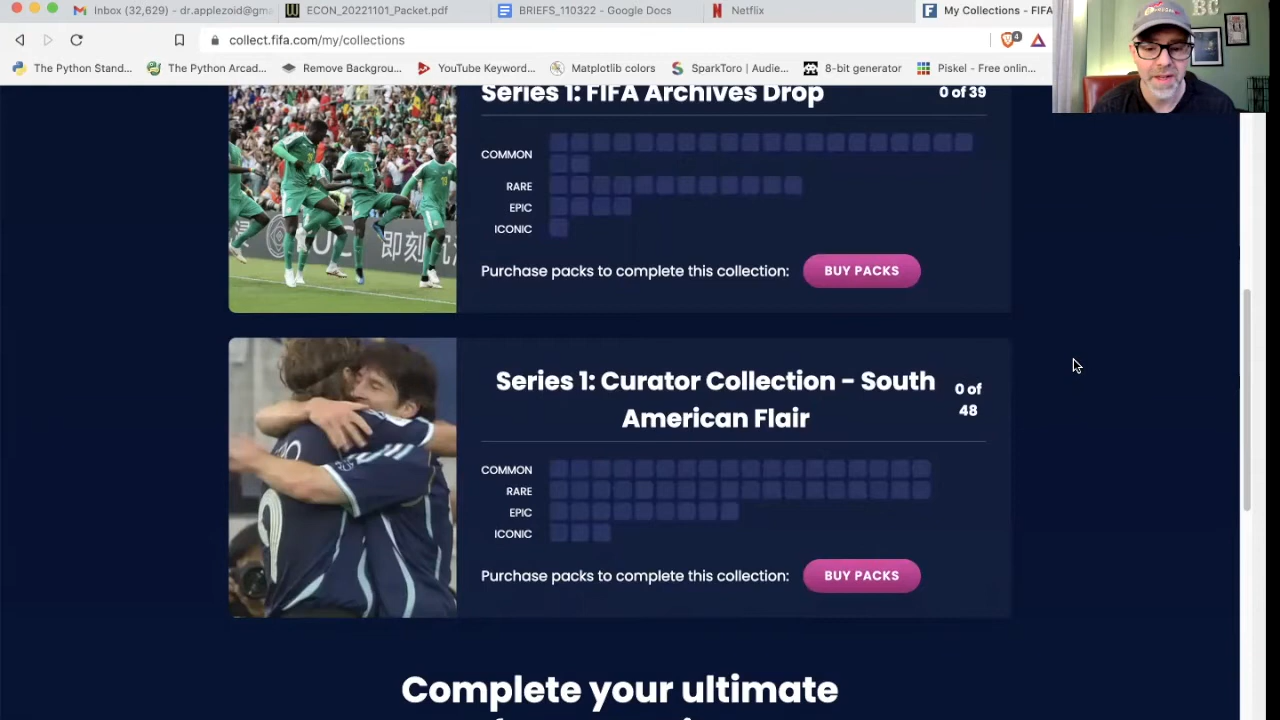 Inbox (32,629) - dr.applezoid@gm
ECON_20221101_Packet.pdf
BRIEFS_110322 - Google Docs
Netflix
My Collections - FIFA
collect.fifa.com/my/collections
4
The Python Stand...
The Python Arcad...
Remove Backgrou...
YouTube Keyword...
Matplotlib colors
SparkToro | Audie...
8-bit generator
Piskel - Free onlin...
BC
Series 1: FIFA Archives Drop
0 of 39
COMMON
RARE
EPIC
ICONIC
即刻
Purchase packs to complete this collection:
BUY PACKS
Series 1: Curator Collection - South
American Flair
0 of
48
COMMON
RARE
EPIC
ICONIC
Purchase packs to complete this collection:
BUY PACKS
Complete your ultimate